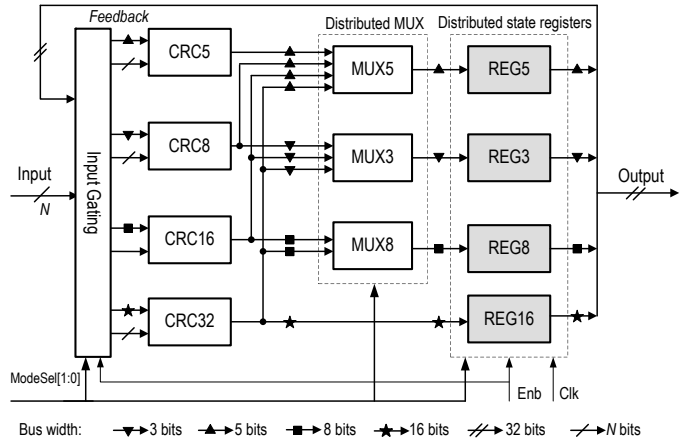 Feedback
Distributed MUX
Distributed state registers
CRC5
MUX5
REG5
CRC8
MUX3
REG3
Input
N
Input Gating
Output
CRC16
MUX8
REG8
CRC32
REG16
ModeSel[1:0]
Enb
Clk
Bus width: 3 bits 5 bits 8 bits 16 bits 32 bits N bits